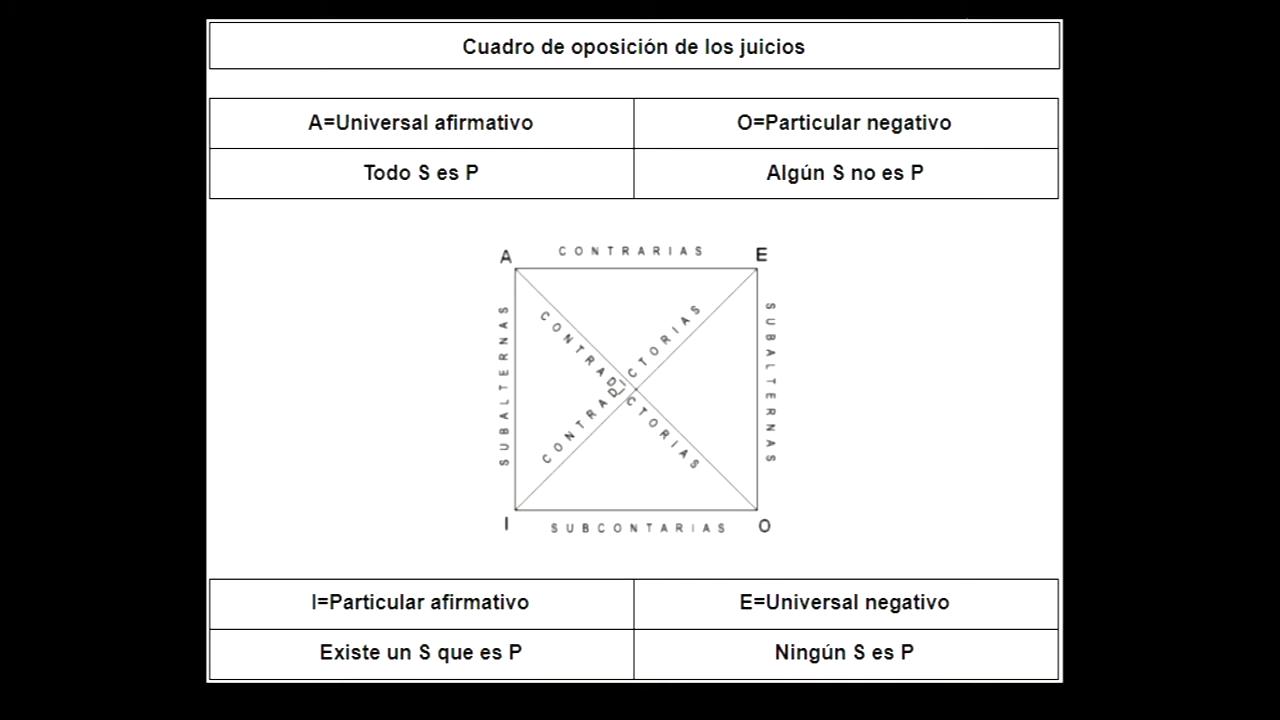 Cuadro de oposición de los juicios
A=Universal afirmativo
O=Particular negativo
Todo S es P
Algún S no es P
A
CONTRARIAS
E
SUBALTERNAS
CONTRADICTORIAS
CONTRADICTORIAS
SUBALTERNAS
I
SUBCONTARIAS
O
I=Particular afirmativo
E=Universal negativo
Existe un S que es P
Ningún S es P